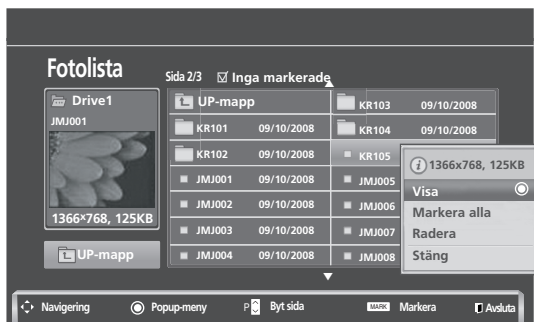 Fotolista
Sida 2/3 Inga markerade
Drive1
JMJ001
1366×768, 125KB
UP-mapp
UP-mapp
KR101 09/10/2008
KR102 09/10/2008
JMJ001 09/10/2008
JMJ002 09/10/2008
JMJ003 09/10/2008
JMJ004 09/10/2008
KR103 09/10/2008
KR104 09/10/2008
KR105
JMJ005
JMJ006
JMJ007
JMJ008
1366x768, 125KB
Visa
Markera alla
Radera
Stäng
Navigering Popup-meny P Byt sida MARK Markera Avsluta